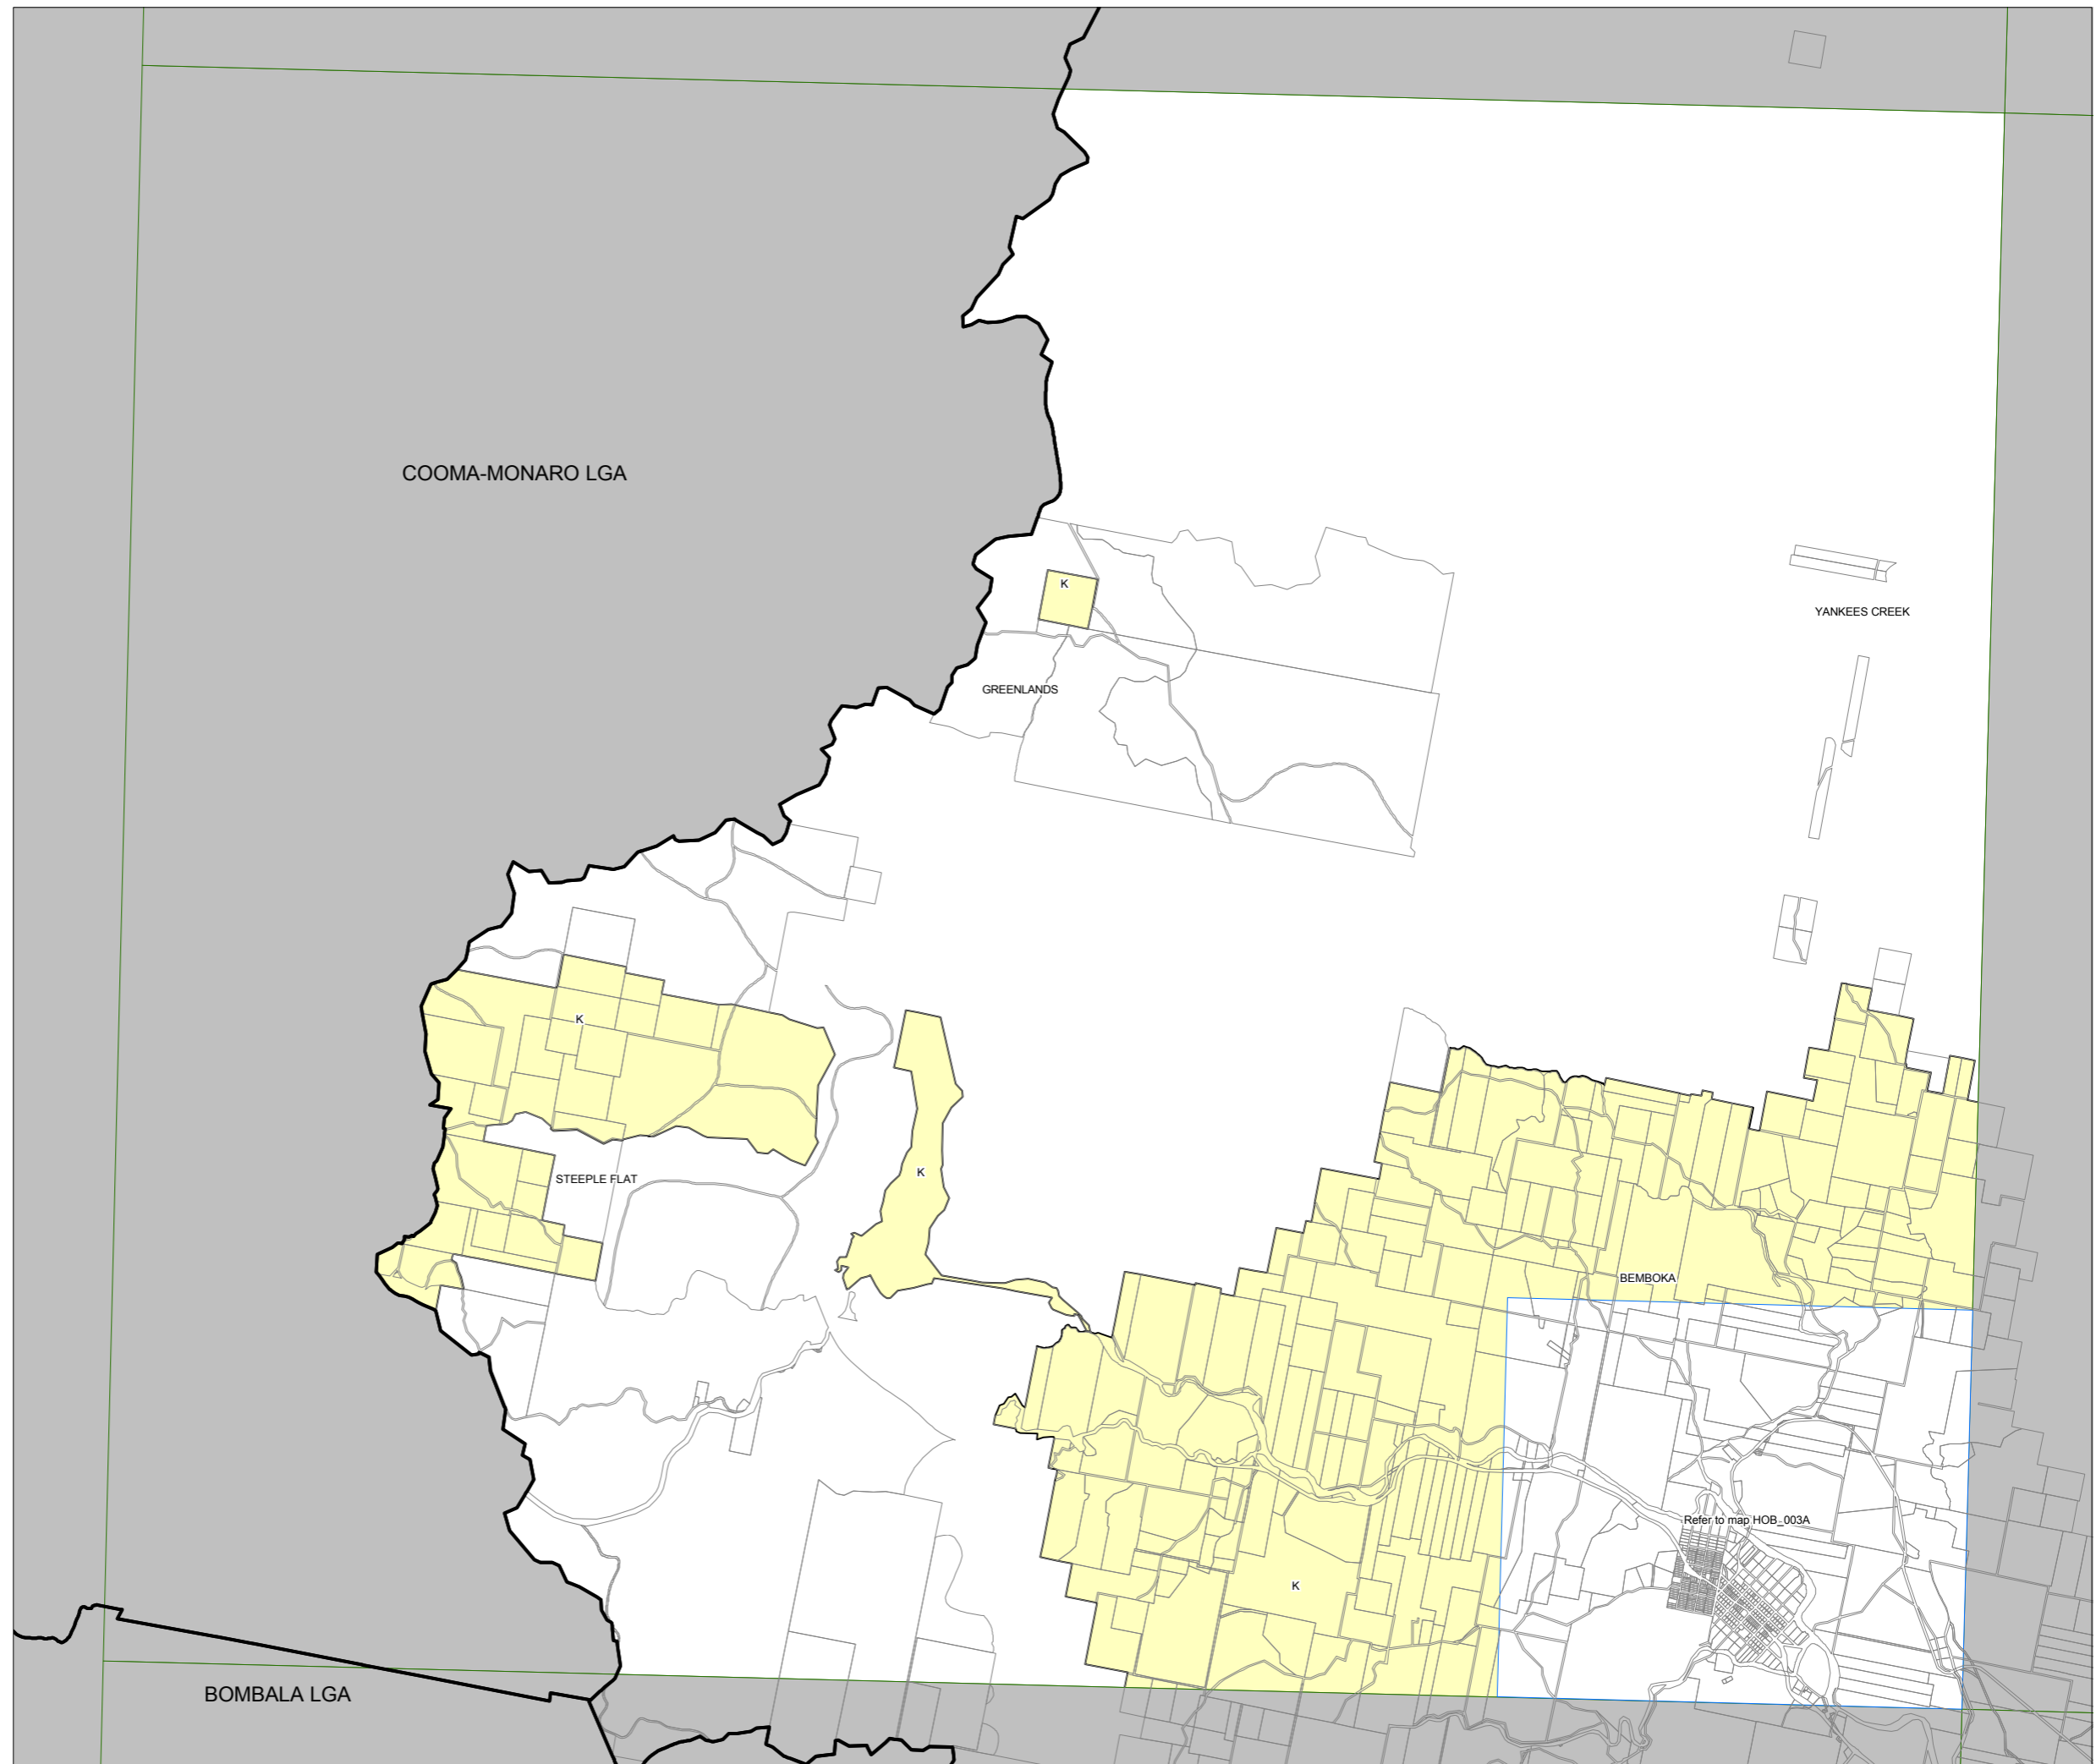 COOMA-MONARO LGA
K
YANKEES CREEK
GREENLANDS
K
K
STEEPLE FLAT
BEMBOKA
Refer to map HOB_003A
K
BOMBALA LGA